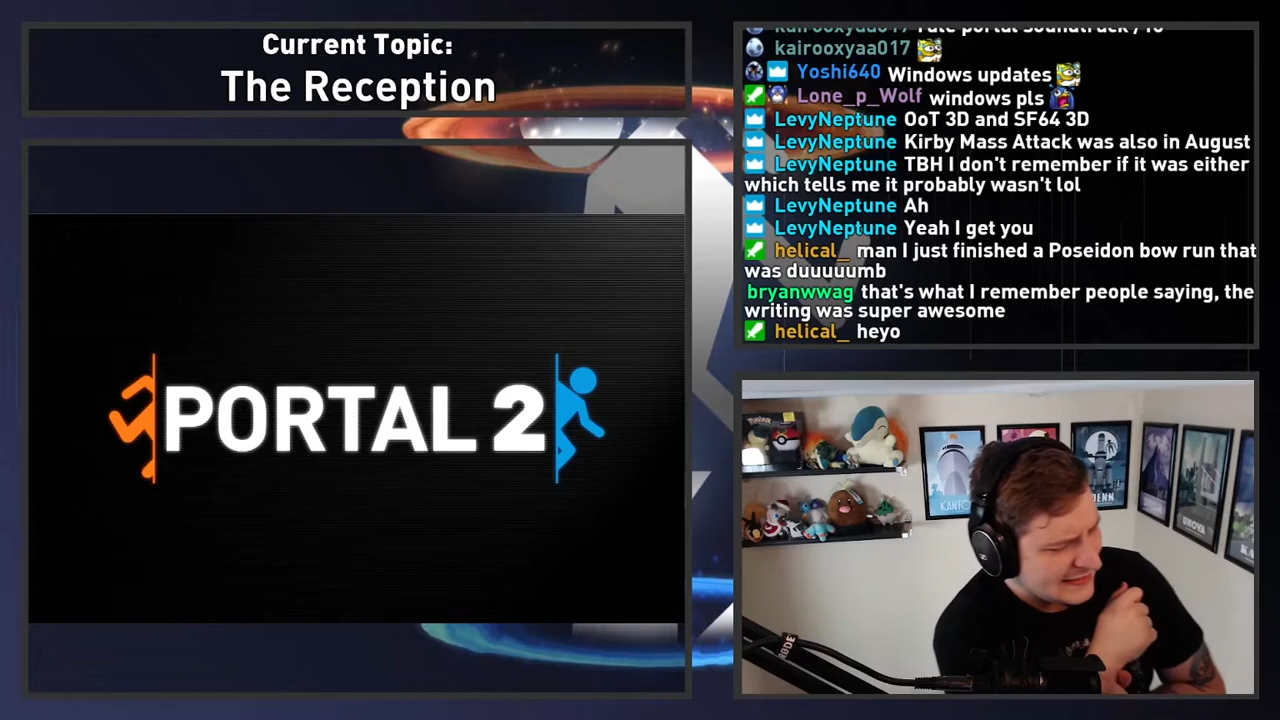 Current Topic:
The Reception
PORTAL 2
kairooxyaa017
kairooxyaa017
Yoshi640 Windows updates
Lone_p_Wolf windows pls
LevyNeptune OoT 3D and SF64 3D
LevyNeptune Kirby Mass Attack was also in August
LevyNeptune TBH I don't remember if it was either
which tells me it probably wasn't lol
LevyNeptune Ah
LevyNeptune Yeah I get you
helical_ man I just finished a Poseidon bow run that
was duuuuumb
bryanwwag that's what I remember people saying, the
writing was super awesome
helical_ heyo
KANTO
UNOVA
RØDE